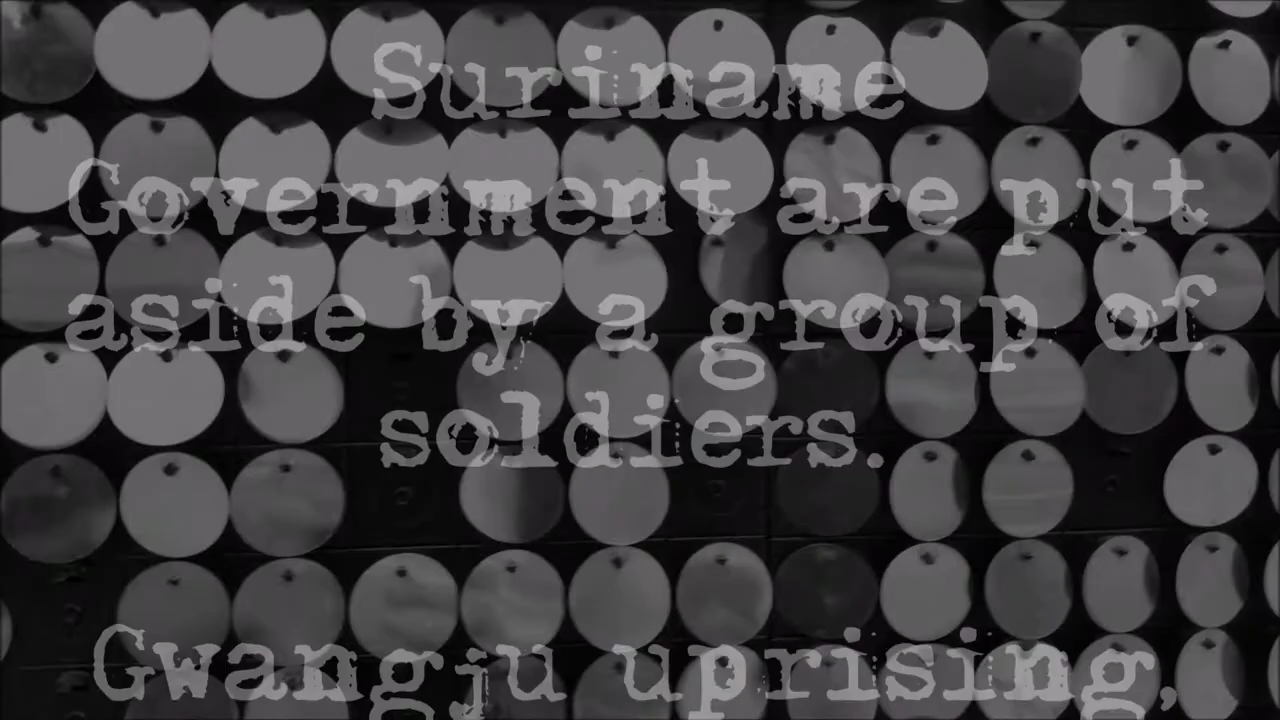 Suriname
Government are put
aside by a group of
soldiers.
Gwangju uprising,